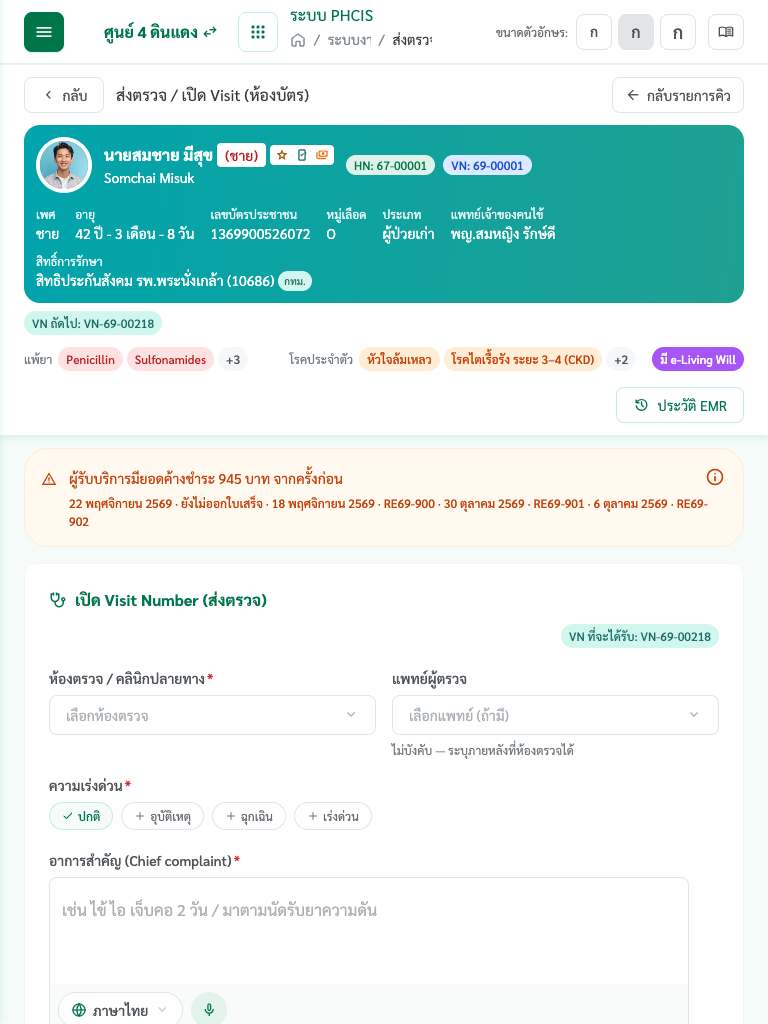 ศูนย์ 4 ดินแดง
ระบบ PHCIS
/ ระบบงา / ส่งตรวจ
ขนาดตัวอักษร: ก ก ก
กลับ
ส่งตรวจ / เปิด Visit (ห้องบัตร)
กลับรายการคิว
นายสมชาย มีสุข (ชาย)
Somchai Misuk
HN: 67-00001
VN: 69-00001
เพศ อายุ เลขบัตรประชาชน หมู่เลือด ประเภท แพทย์เจ้าของคนไข้
ชาย 42 ปี - 3 เดือน - 8 วัน 1369900526072 O ผู้ป่วยเก่า พญ.สมหญิง รักษ์ดี
สิทธิ์การรักษา
สิทธิประกันสังคม รพ.พระนั่งเกล้า (10686) กทม.
VN ถัดไป: VN-69-00218
แพ้ยา Penicillin Sulfonamides +3 โรคประจำตัว หัวใจล้มเหลว โรคไตเรื้อรัง ระยะ 3–4 (CKD) +2 มี e-Living Will
ประวัติ EMR
ผู้รับบริการมียอดค้างชำระ 945 บาท จากครั้งก่อน
22 พฤศจิกายน 2569 · ยังไม่ออกใบเสร็จ · 18 พฤศจิกายน 2569 · RE69-900 · 30 ตุลาคม 2569 · RE69-901 · 6 ตุลาคม 2569 · RE69-
902
เปิด Visit Number (ส่งตรวจ)
VN ที่จะได้รับ: VN-69-00218
ห้องตรวจ / คลินิกปลายทาง*
เลือกห้องตรวจ
แพทย์ผู้ตรวจ
เลือกแพทย์ (ถ้ามี)
ไม่บังคับ — ระบุภายหลังที่ห้องตรวจได้
ความเร่งด่วน*
ปกติ + อุบัติเหตุ + ฉุกเฉิน + เร่งด่วน
อาการสำคัญ (Chief complaint)*
เช่น ไข้ ไอ เจ็บคอ 2 วัน / มาตามนัดรับยาความดัน
ภาษาไทย